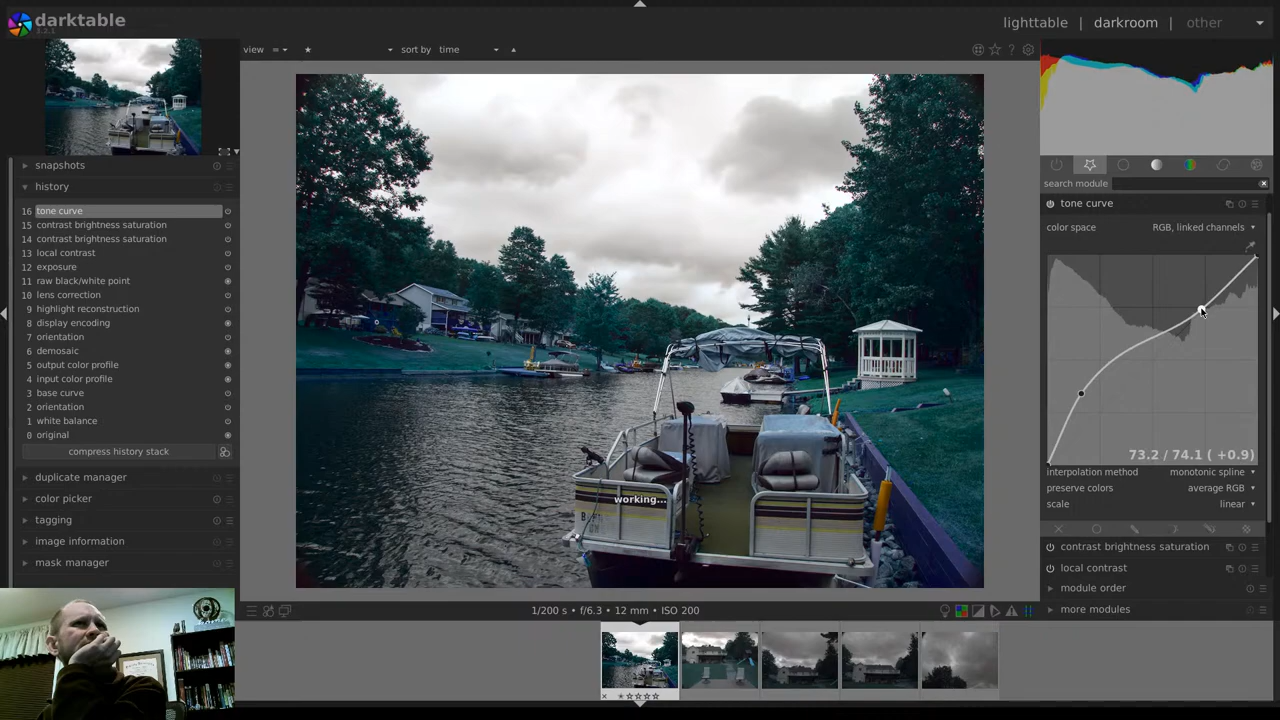 darktable
lighttable | darkroom | other
view
sort by time
snapshots
history
16 tone curve
15 contrast brightness saturation
14 contrast brightness saturation
13 local contrast
12 exposure
11 raw black/white point
10 lens correction
9 highlight reconstruction
8 display encoding
7 orientation
6 demosaic
5 output color profile
4 input color profile
3 base curve
2 orientation
1 white balance
0 original
compress history stack
duplicate manager
color picker
tagging
image information
mask manager
working...
1/200 s • f/6.3 • 12 mm • ISO 200
search module
tone curve
color space RGB, linked channels
73.2 / 74.1 ( +0.9)
interpolation method monotonic spline
preserve colors average RGB
scale linear
contrast brightness saturation
local contrast
module order
more modules